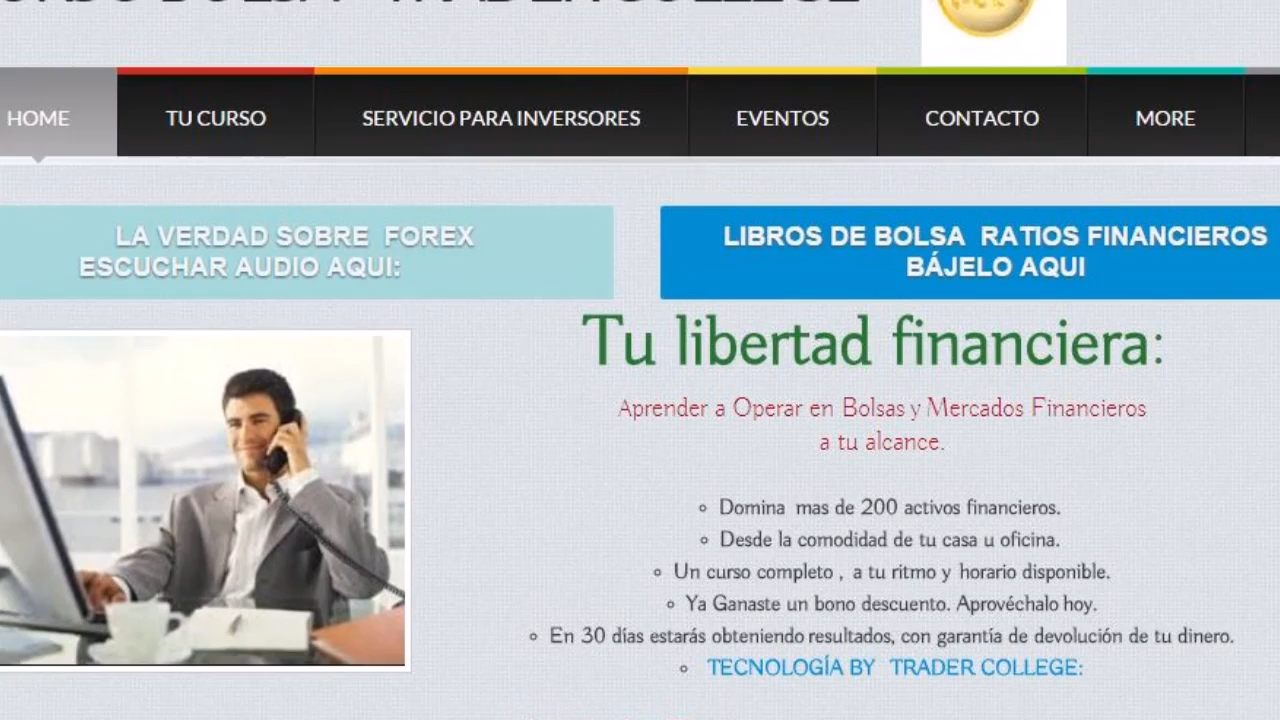 HOME
TU CURSO
SERVICIO PARA INVERSORES
EVENTOS
CONTACTO
MORE
LA VERDAD SOBRE FOREX
ESCUCHAR AUDIO AQUI:
LIBROS DE BOLSA RATIOS FINANCIEROS
BÁJELO AQUI
Tu libertad financiera:
Aprender a Operar en Bolsas y Mercados Financieros
a tu alcance.
Domina mas de 200 activos financieros.
Desde la comodidad de tu casa u oficina.
Un curso completo , a tu ritmo y horario disponible.
Ya Ganaste un bono descuento. Aprovéchalo hoy.
En 30 días estarás obteniendo resultados, con garantía de devolución de tu dinero.
TECNOLOGÍA BY TRADER COLLEGE: